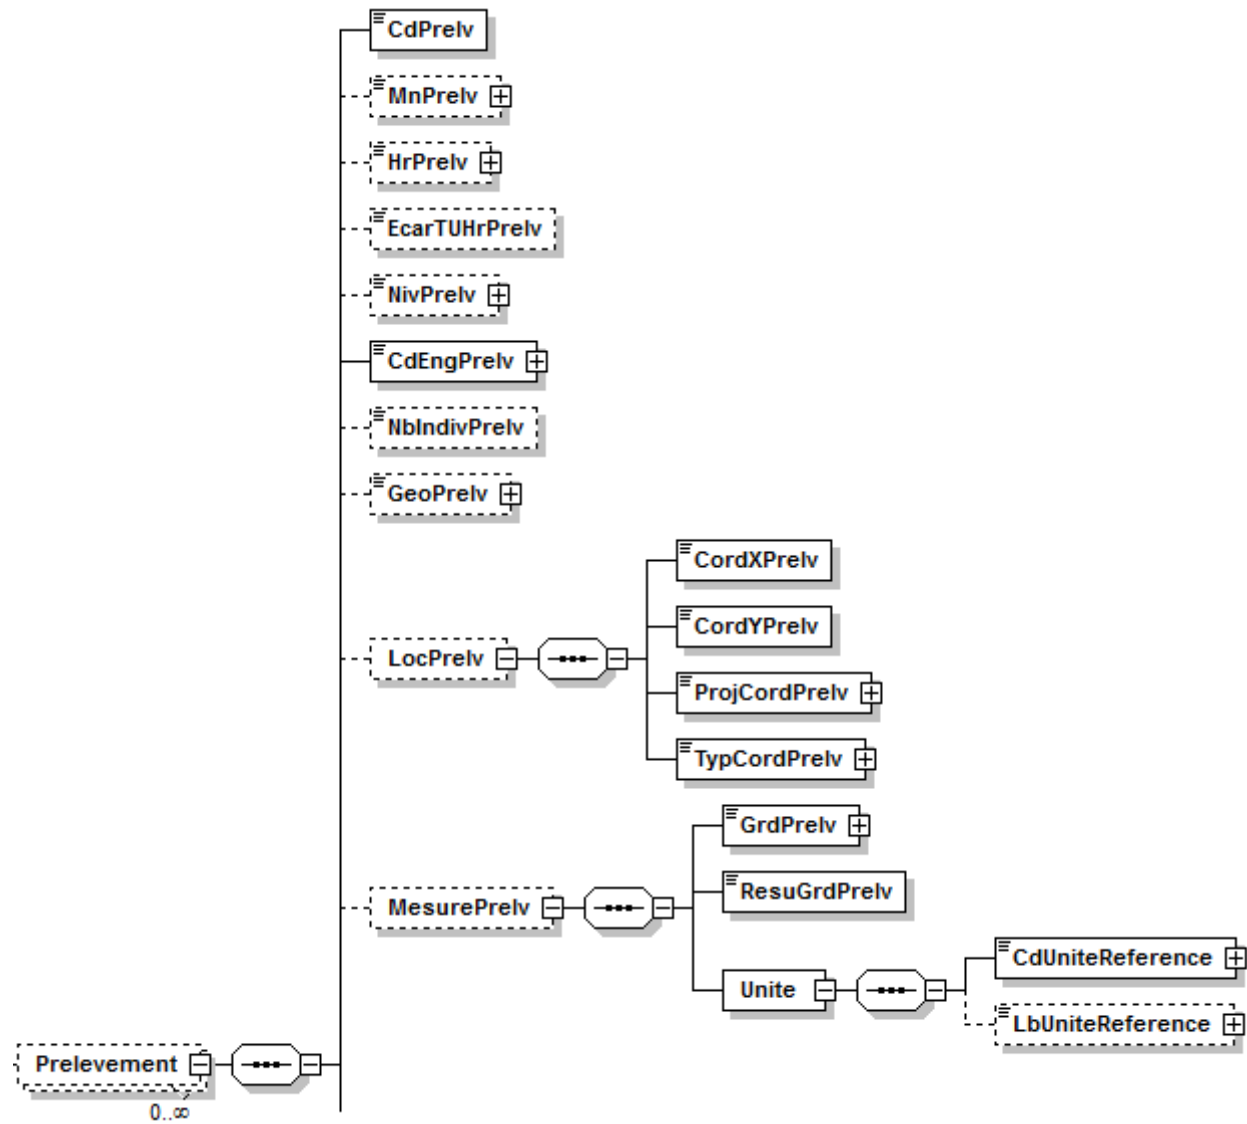 CdPrelv
MnPrelv
HrPrelv
EcarTUHrPrelv
NivPrelv
CdEngPrelv
NbIndivPrelv
GeoPrelv
CordXPrelv
CordYPrelv
LocPrelv
ProjCordPrelv
TypCordPrelv
GrdPrelv
ResuGrdPrelv
MesurePrelv
CdUniteReference
Unite
LbUniteReference
Prelevement
0..∞